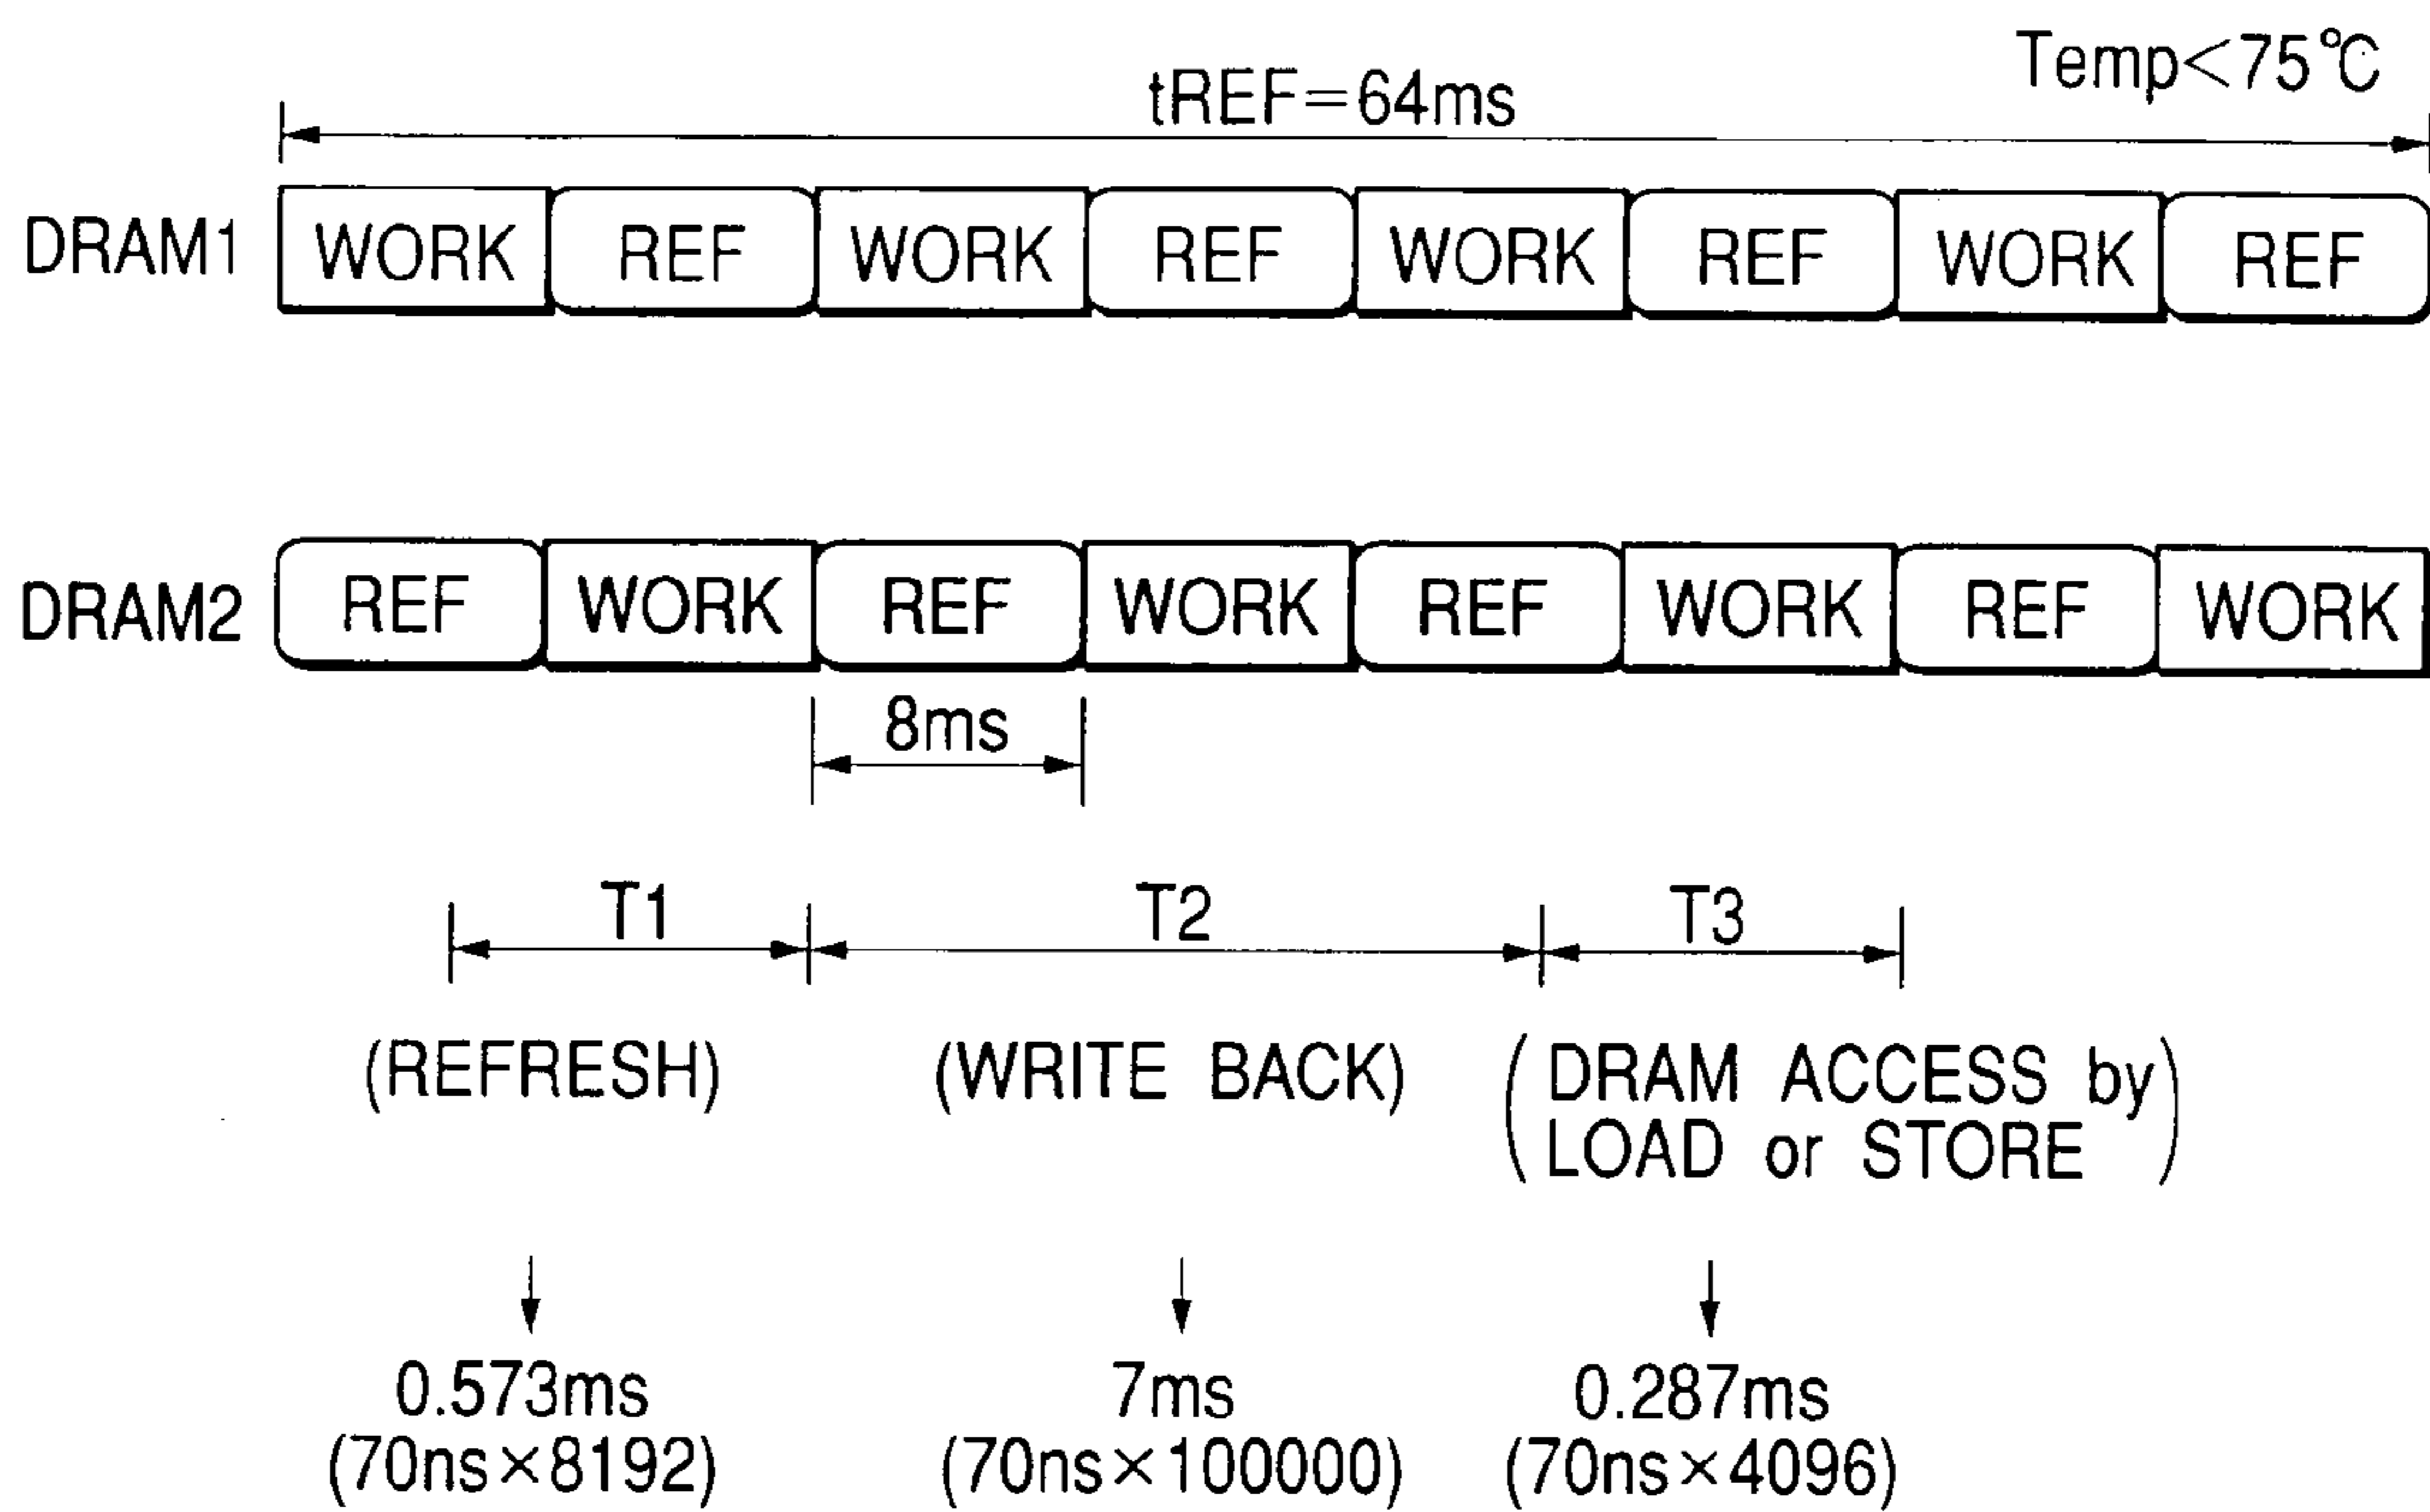 Temp<75℃
tREF=64ms
DRAM1 WORK REF WORK REF WORK REF WORK REF
DRAM2 REF WORK REF WORK REF WORK REF WORK
8ms
T1 T2 T3
(REFRESH) (WRITE BACK) (DRAM ACCESS by
LOAD or STORE)
0.573ms 7ms 0.287ms
(70ns×8192) (70ns×100000) (70ns×4096)